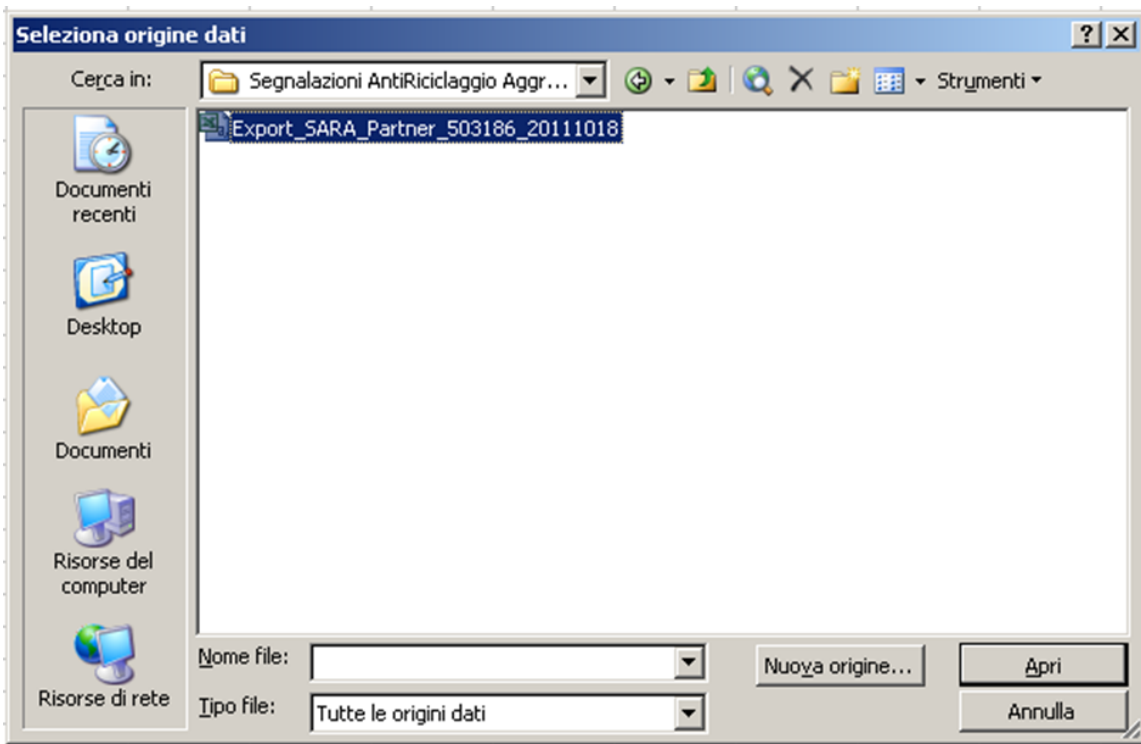 Seleziona origine dati
Cerca in:
Segnalazioni AntiRiciclaggio Aggr...
Strumenti
Export_SARA_Partner_503186_20111018
Documenti
recenti
Desktop
Documenti
Risorse del
computer
Risorse di rete
Nome file:
Nuova origine...
Apri
Tipo file:
Tutte le origini dati
Annulla